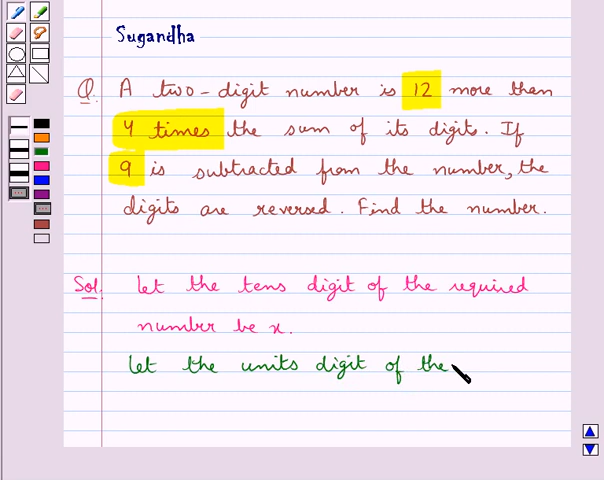 Sugandha
Q. A two-digit number is 12 more than
4 times the sum of its digits. If
9 is subtracted from the number, the
digits are reversed. Find the number.
Sol. Let the tens digit of the required
number be x.
Let the units digit of the